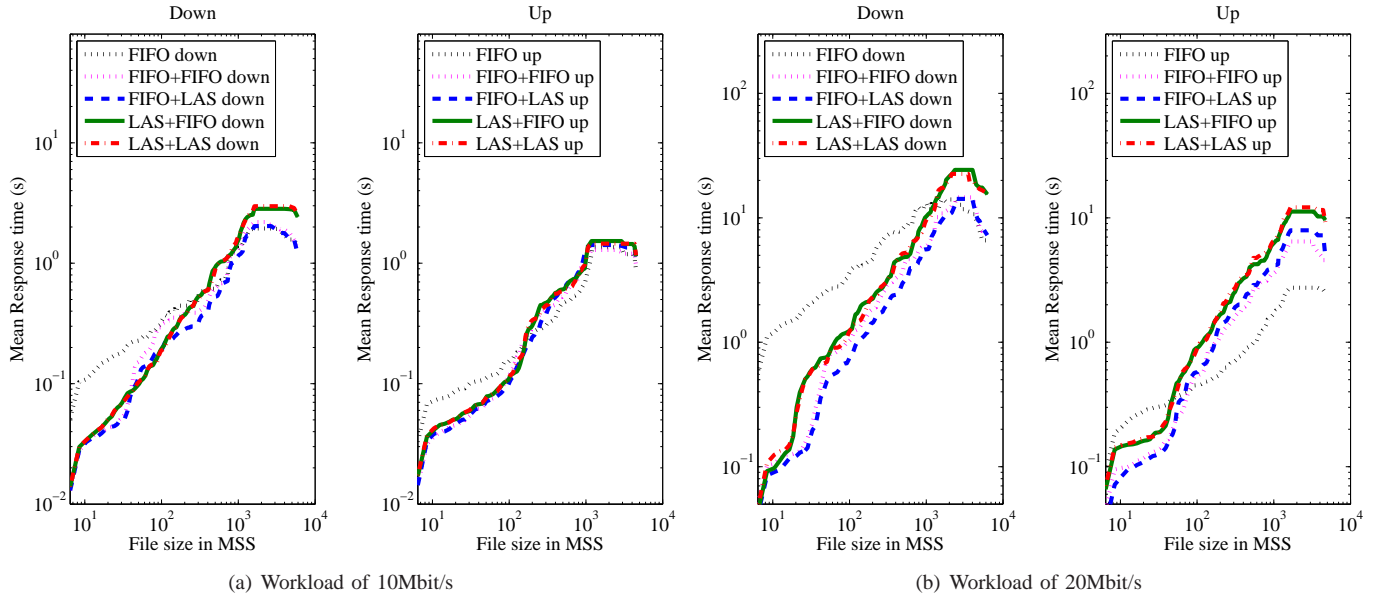 Down
Mean Response time (s)
10^1
10^0
10^-1
10^-2
FIFO down
FIFO+FIFO down
FIFO+LAS down
LAS+FIFO down
LAS+LAS down
10^1 10^2 10^3 10^4
File size in MSS
Up
Mean Response time (s)
10^1
10^0
10^-1
10^-2
FIFO up
FIFO+FIFO up
FIFO+LAS up
LAS+FIFO up
LAS+LAS up
10^1 10^2 10^3 10^4
File size in MSS
(a) Workload of 10Mbit/s
Down
Mean Response time (s)
10^2
10^1
10^0
10^-1
FIFO down
FIFO+FIFO down
FIFO+LAS down
LAS+FIFO down
LAS+LAS down
10^1 10^2 10^3 10^4
File size in MSS
Up
Mean Response time (s)
10^2
10^1
10^0
10^-1
FIFO up
FIFO+FIFO up
FIFO+LAS up
LAS+FIFO up
LAS+LAS up
10^1 10^2 10^3 10^4
File size in MSS
(b) Workload of 20Mbit/s